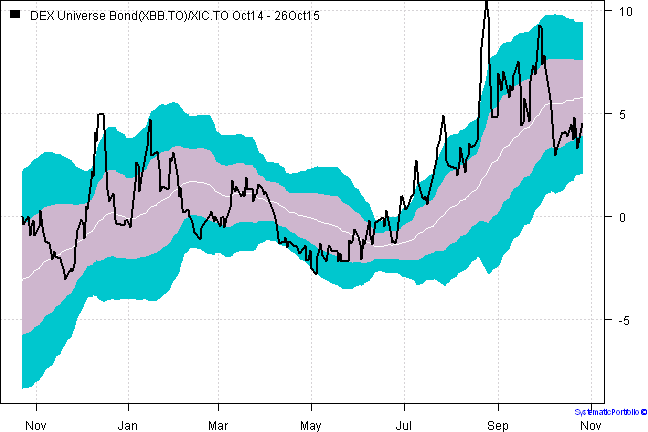 DEX Universe Bond(XBB.TO)/XIC.TO Oct14 - 26Oct15
10
5
0
-5
Nov Jan Mar May Jul Sep Nov
SystematicPortfolio ©